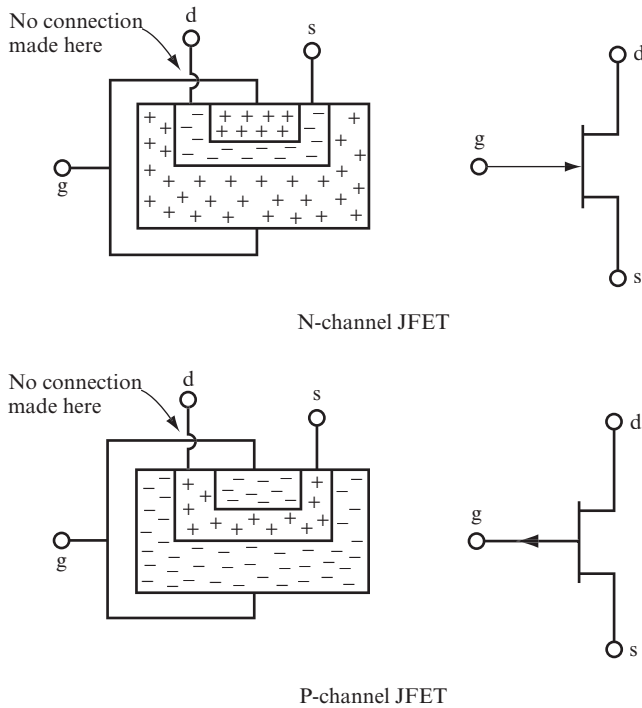 No connection
made here
d
s
g
d
g
s
N-channel JFET
No connection
made here
d
s
g
d
g
s
P-channel JFET